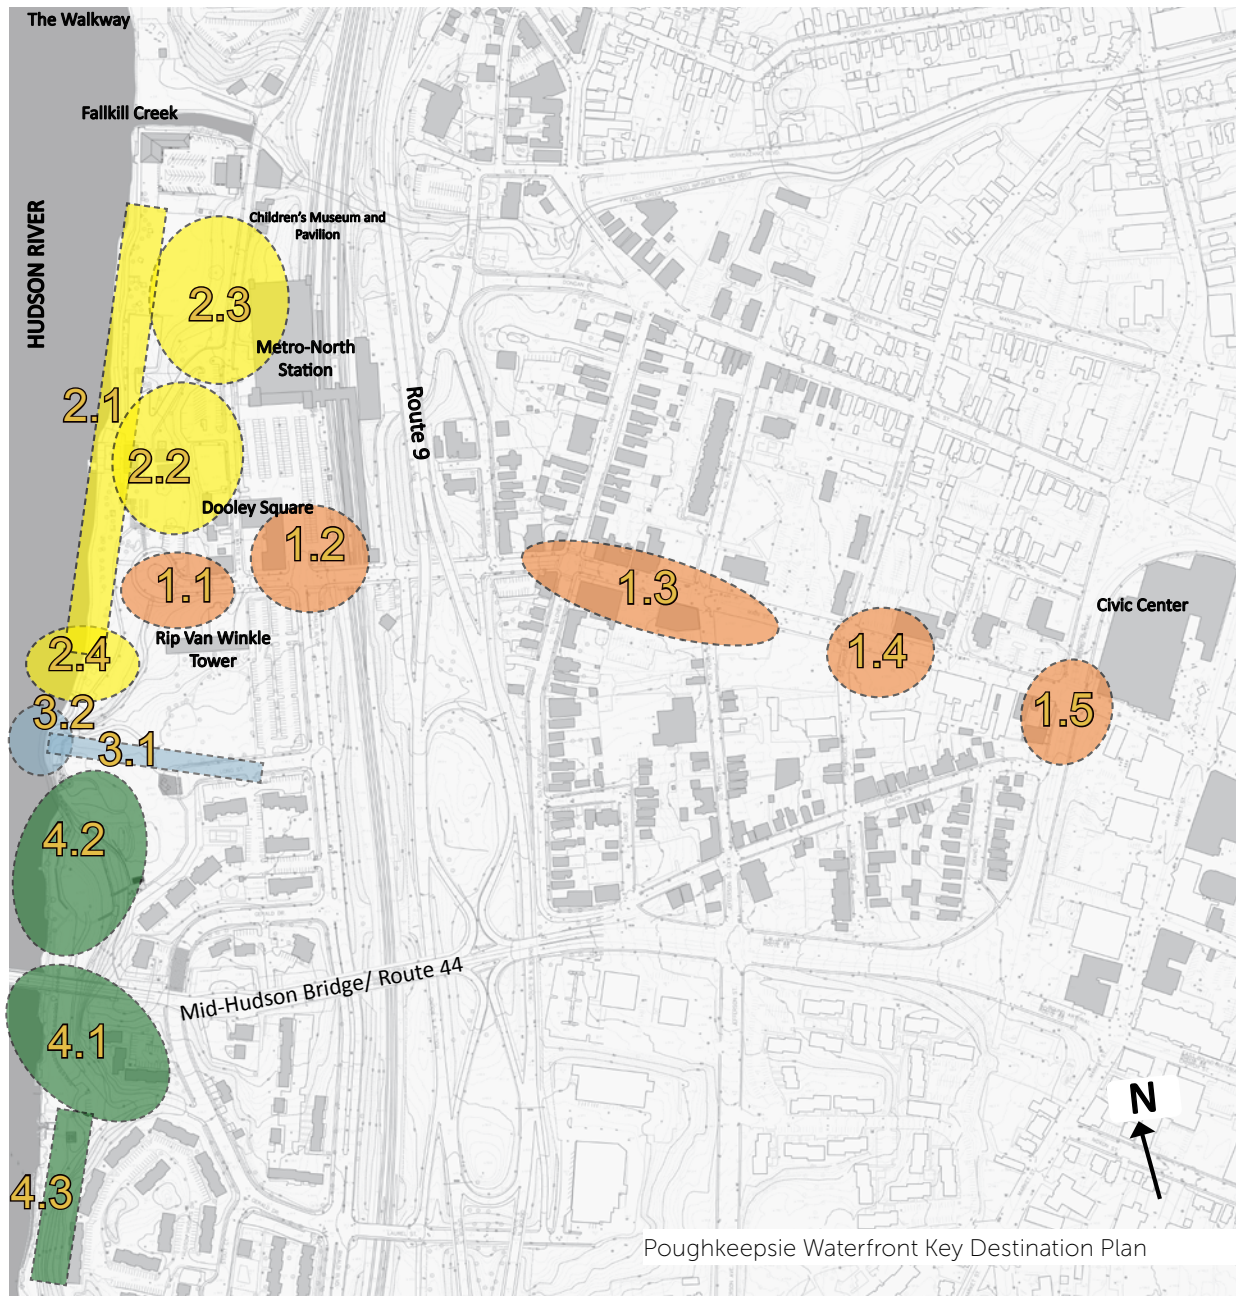 The Walkway
Fallkill Creek
HUDSON RIVER
Children's Museum and
Pavilion
2.3
Metro-North
Station
2.1
Route 9
2.2
Dooley Square
1.2
1.1
1.3
Civic Center
Rip Van Winkle
Tower
1.4
2.4
1.5
3.2
3.1
4.2
Mid-Hudson Bridge/ Route 44
4.1
N
4.3
Poughkeepsie Waterfront Key Destination Plan